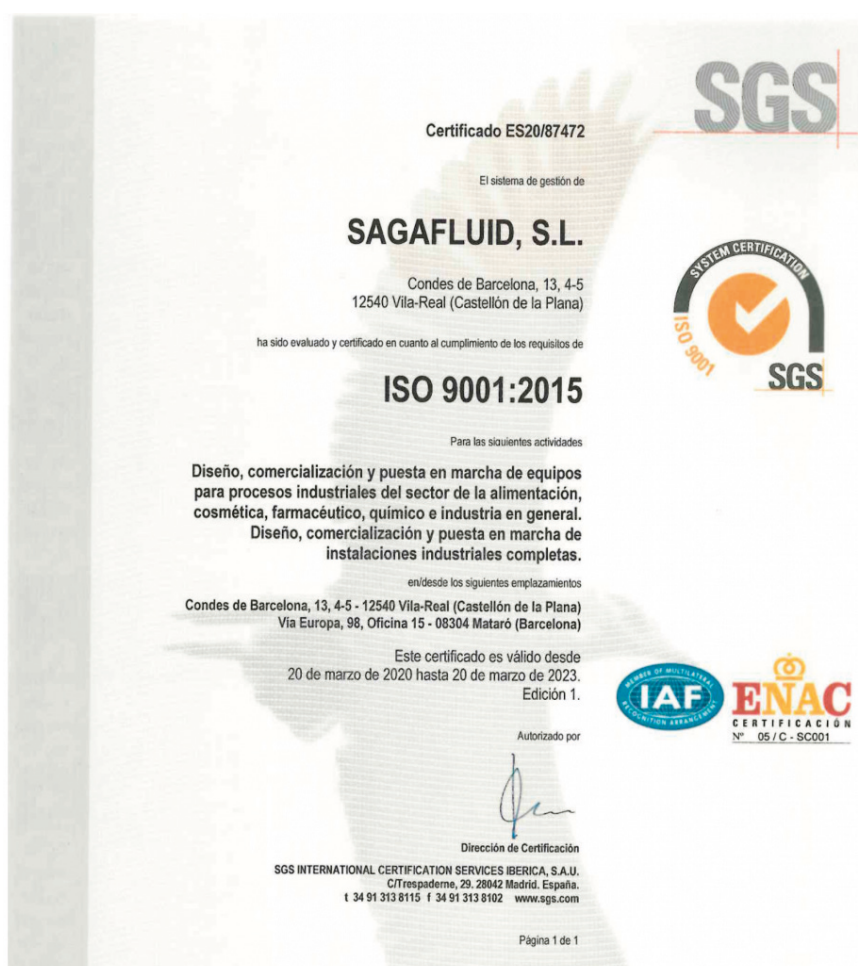 SGS
Certificado ES20/87472
El sistema de gestión de
SAGAFLUID, S.L.
Condes de Barcelona, 13, 4-5
12540 Vila-Real (Castellón de la Plana)
SYSTEM CERTIFICATION
ISO 9001
SGS
ha sido evaluado y certificado en cuanto al cumplimiento de los requisitos de
ISO 9001:2015
Para las siguientes actividades
Diseño, comercialización y puesta en marcha de equipos
para procesos industriales del sector de la alimentación,
cosmética, farmacéutico, químico e industria en general.
Diseño, comercialización y puesta en marcha de
instalaciones industriales completas.
en/desde los siguientes emplazamientos
Condes de Barcelona, 13, 4-5 - 12540 Vila-Real (Castellón de la Plana)
Via Europa, 98, Oficina 15 - 08304 Mataró (Barcelona)
Este certificado es válido desde
20 de marzo de 2020 hasta 20 de marzo de 2023.
Edición 1.
MEMBER OF MULTILATERAL
IAF
RECOGNITION ARRANGEMENT
ENAC
CERTIFICACIÓN
Nº 05 / C - SC001
Autorizado por
Dirección de Certificación
SGS INTERNATIONAL CERTIFICATION SERVICES IBERICA, S.A.U.
C/Trespaderne, 29. 28042 Madrid. España.
t 34 91 313 8115 f 34 91 313 8102 www.sgs.com
Página 1 de 1